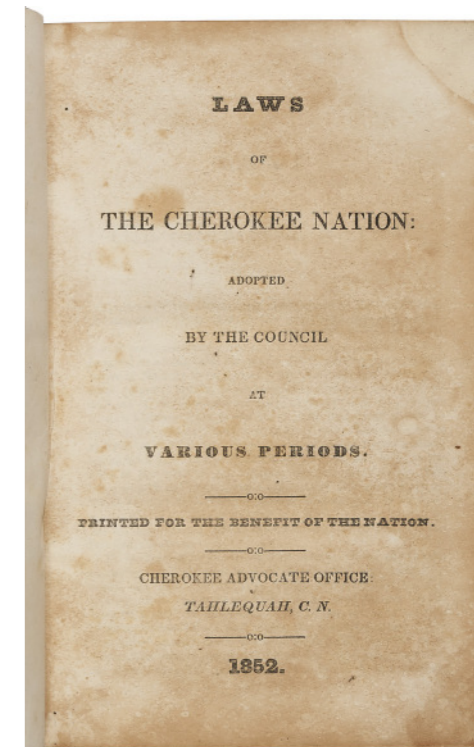 LAWS
OF
THE CHEROKEE NATION:
ADOPTED
BY THE COUNCIL
AT
VARIOUS PERIODS.
o:o
PRINTED FOR THE BENEFIT OF THE NATION.
o:o
CHEROKEE ADVOCATE OFFICE:
TAHLEQUAH, C. N.
o:o
1852.